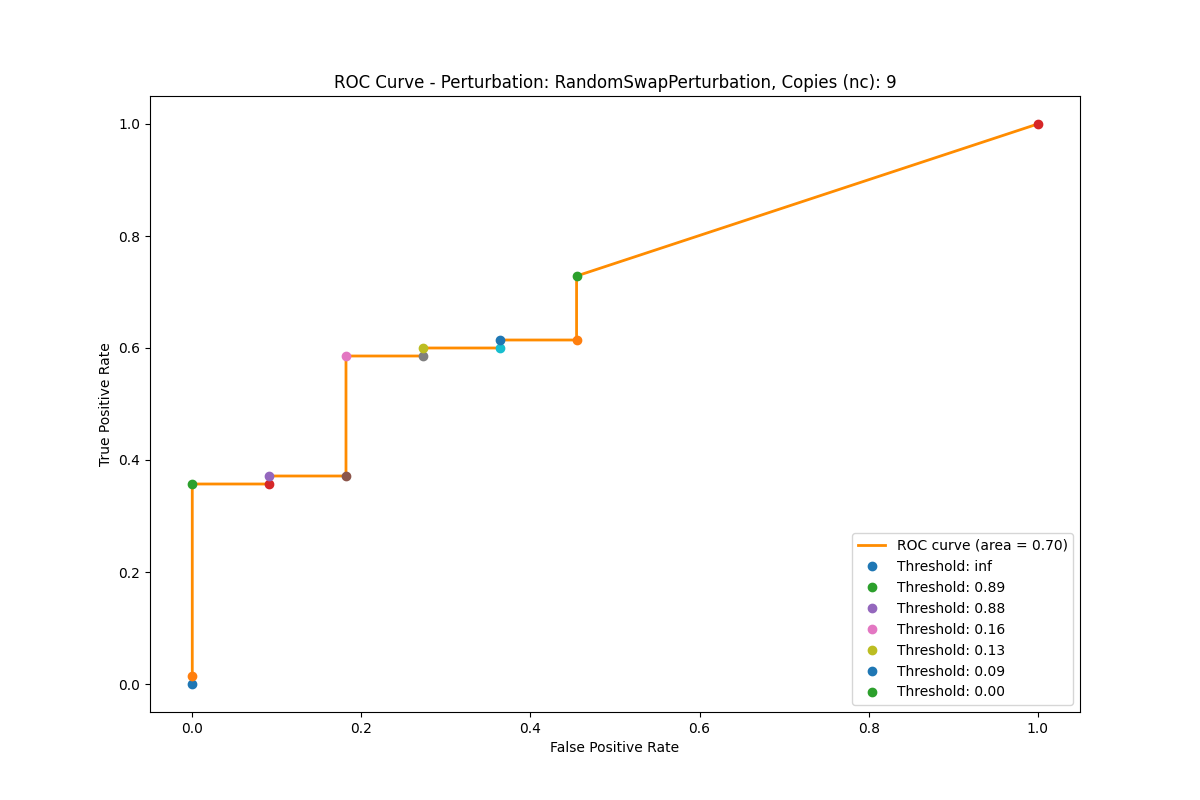 ROC Curve - Perturbation: RandomSwapPerturbation, Copies (nc): 9
True Positive Rate
1.0
0.8
0.6
0.4
0.2
0.0
ROC curve (area = 0.70)
Threshold: inf
Threshold: 0.89
Threshold: 0.88
Threshold: 0.16
Threshold: 0.13
Threshold: 0.09
Threshold: 0.00
0.0 0.2 0.4 0.6 0.8 1.0
False Positive Rate